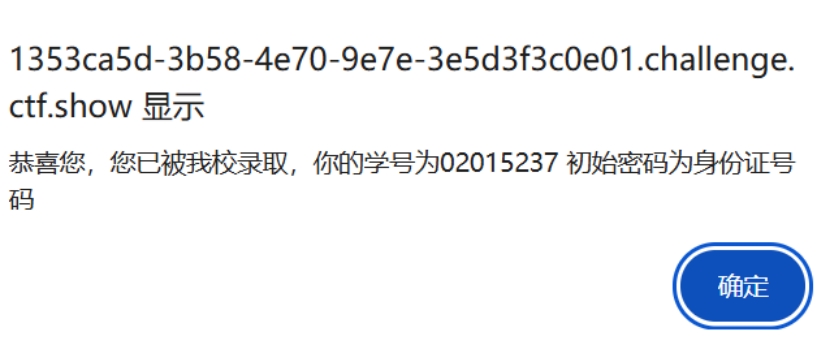 1353ca5d-3b58-4e70-9e7e-3e5d3f3c0e01.challenge.
ctf.show 显示
恭喜您，您已被我校录取，你的学号为02015237 初始密码为身份证号
码
确定